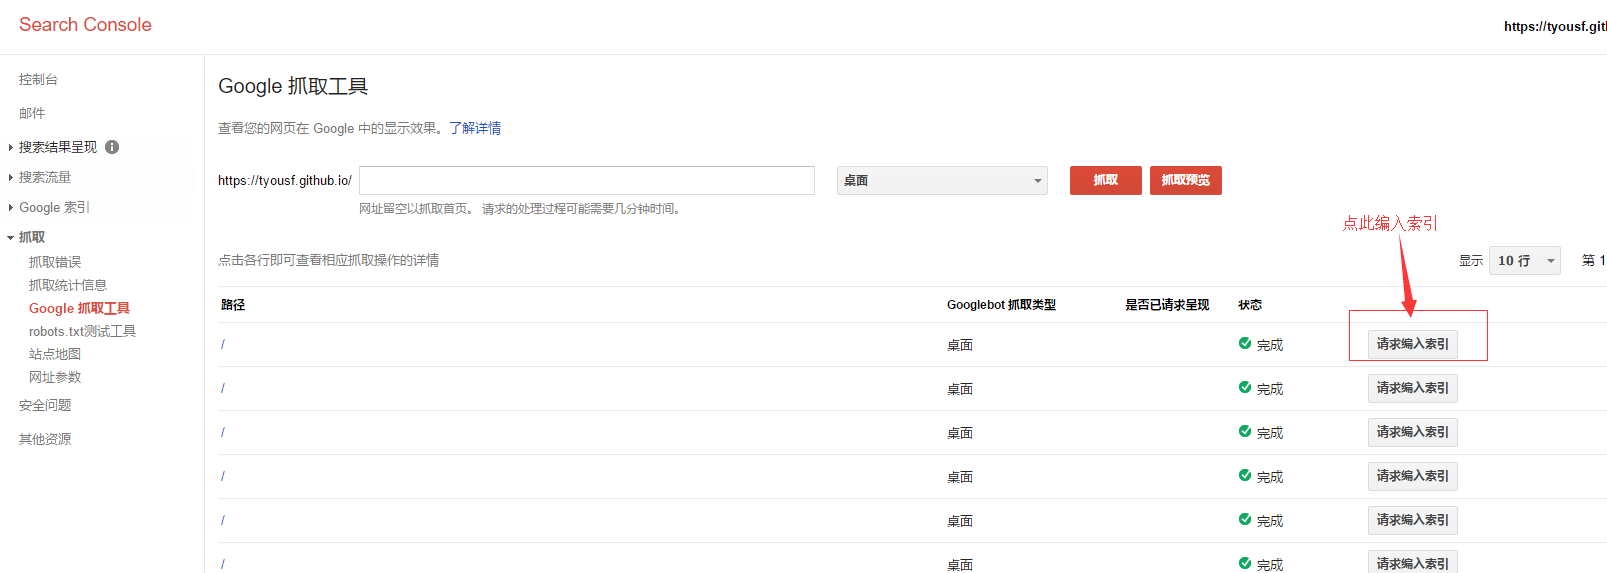 Search Console
https://tyousf.gitl
控制台
邮件
搜索结果呈现
搜索流量
Google 索引
抓取
抓取错误
抓取统计信息
Google 抓取工具
robots.txt测试工具
站点地图
网址参数
安全问题
其他资源
Google 抓取工具
查看您的网页在 Google 中的显示效果。了解详情
https://tyousf.github.io/ 桌面 抓取 抓取预览
网址留空以抓取首页。 请求的处理过程可能需要几分钟时间。
点此编入索引
点击各行即可查看相应抓取操作的详情 显示 10 行 第 1
路径 Googlebot 抓取类型 是否已请求呈现 状态
/ 桌面 完成 请求编入索引
/ 桌面 完成 请求编入索引
/ 桌面 完成 请求编入索引
/ 桌面 完成 请求编入索引
/ 桌面 完成 请求编入索引
/ 桌面 完成 请求编入索引